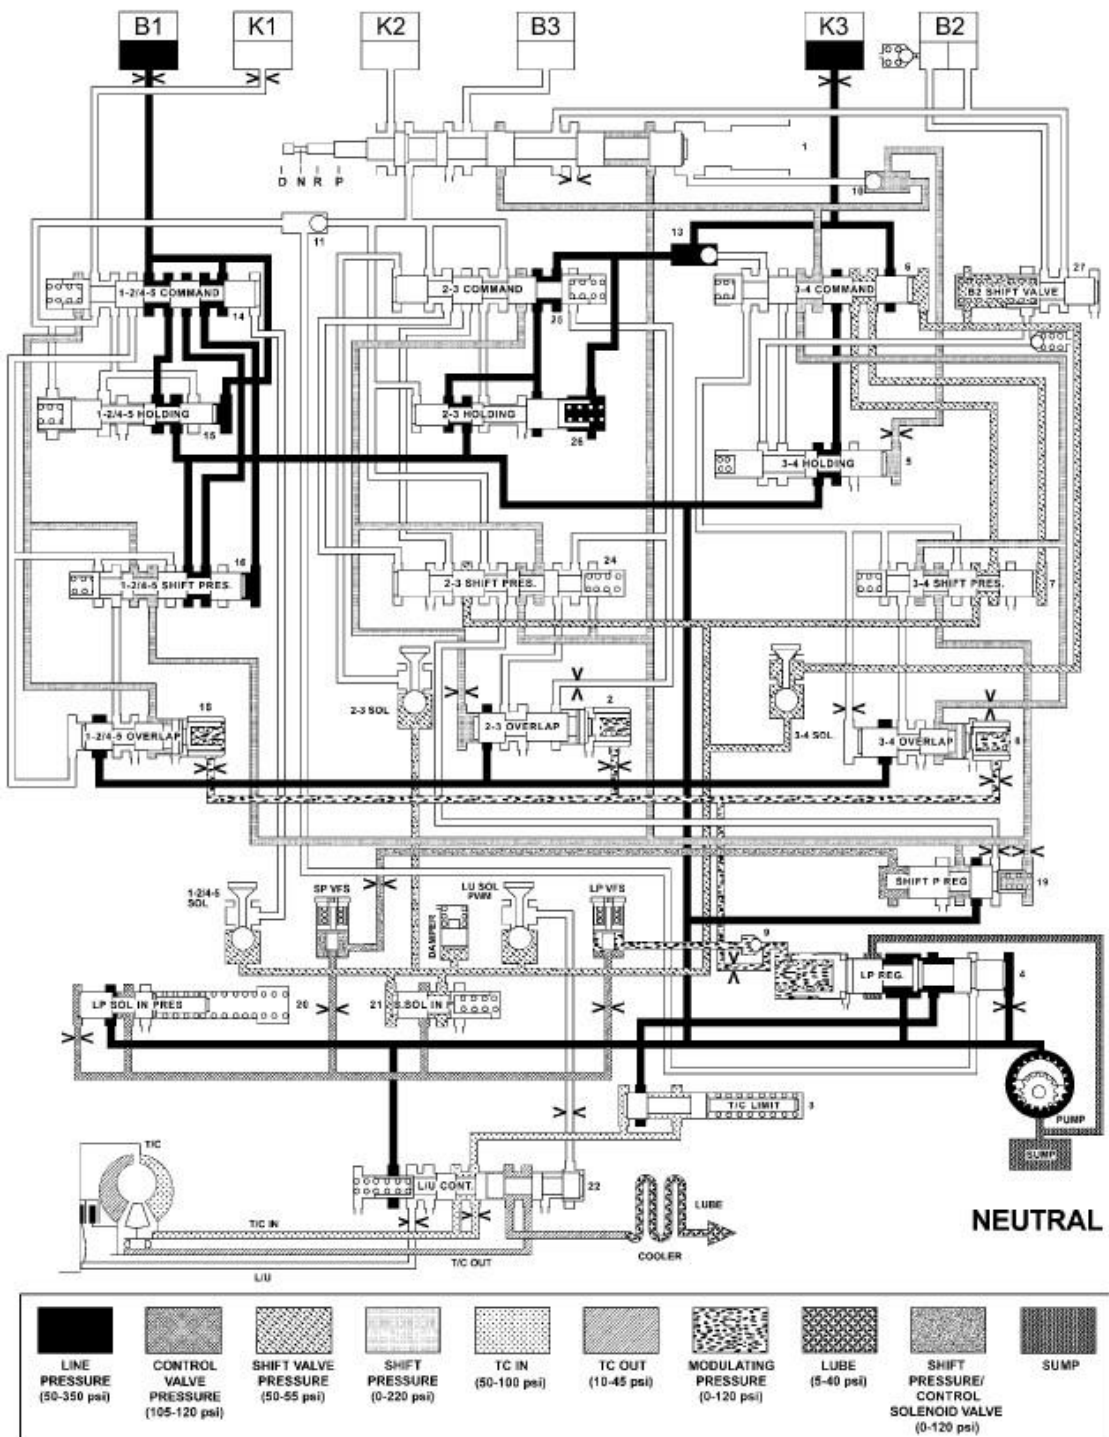 B1 K1 K2 B3 K3 B2
1
D N R P
10
11
13
6
27
1-2/4-5 COMMAND
2-3 COMMAND
3-4 COMMAND
B2 SHIFT VALVE
14
25
1-2/4-5 HOLDING
2-3 HOLDING
15
26
3-4 HOLDING
5
16
24
1-2/4-5 SHIFT PRES.
2-3 SHIFT PRES.
3-4 SHIFT PRES.
7
18
2
2-3 SOL
1-2/4-5 OVERLAP
2-3 OVERLAP
3-4 SOL.
3-4 OVERLAP
8
SHIFT P REG
19
1-2/4-5
SOL
SP VFS
DAMPER
LU SOL
PWM
LP VFS
9
LP REG.
4
LP SOL IN PRES
20
21
S.SOL IN
T/C LIMIT
3
PUMP
SUMP
T/C
L/U CONT.
22
T/C IN
LUBE
COOLER
T/C OUT
L/U
NEUTRAL
LINE
PRESSURE
(50-350 psi)
CONTROL
VALVE
PRESSURE
(105-120 psi)
SHIFT VALVE
PRESSURE
(50-55 psi)
SHIFT
PRESSURE
(0-220 psi)
TC IN
(50-100 psi)
TC OUT
(10-45 psi)
MODULATING
PRESSURE
(0-120 psi)
LUBE
(5-40 psi)
SHIFT
PRESSURE/
CONTROL
SOLENOID VALVE
(0-120 psi)
SUMP